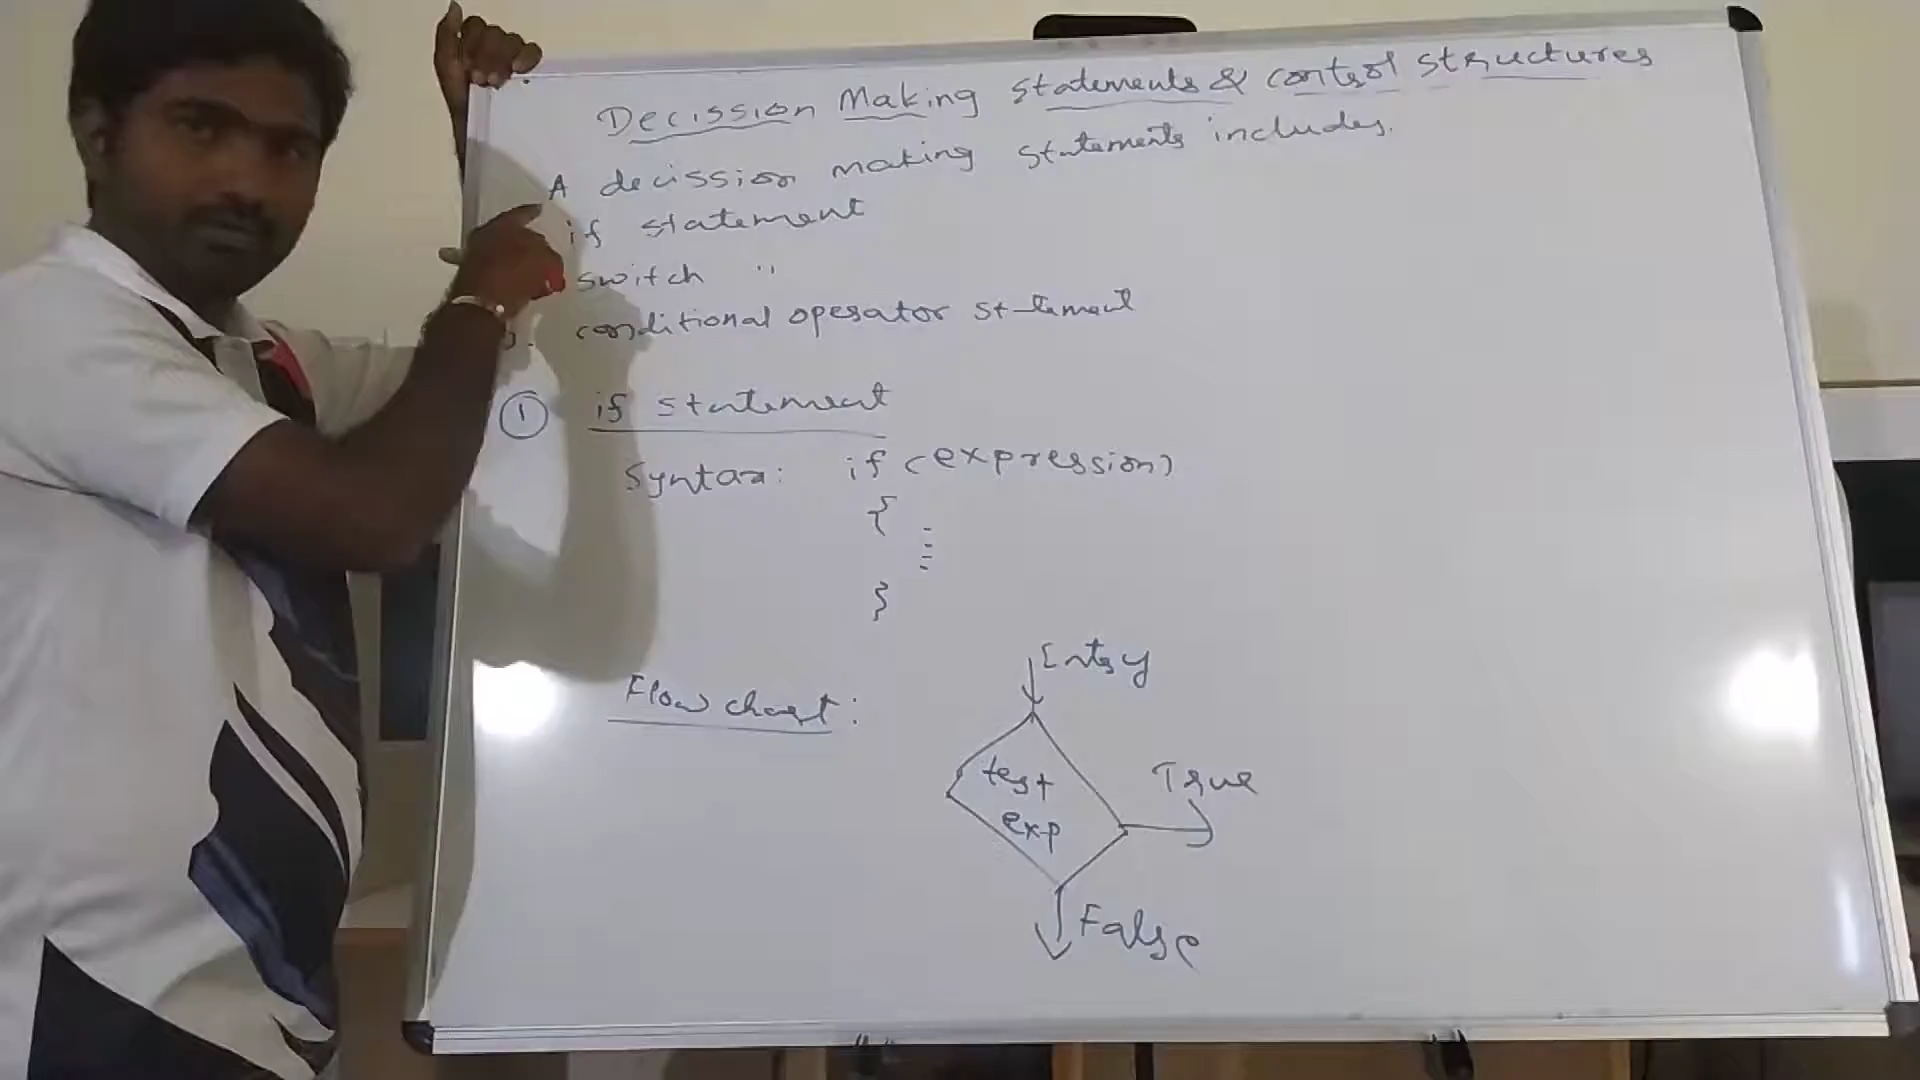 Decission Making statements & control structures
A decission making statements includes.
if statement
switch "
conditional operator statement
① if statement
Syntax: if (expression)
{
}
Flow chart:
Entry
test
exp
True
False